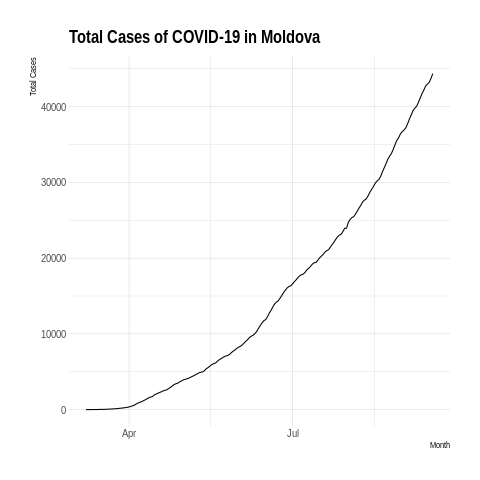 Total Cases of COVID-19 in Moldova
Total Cases
40000
30000
20000
10000
0
Apr
Jul
Month